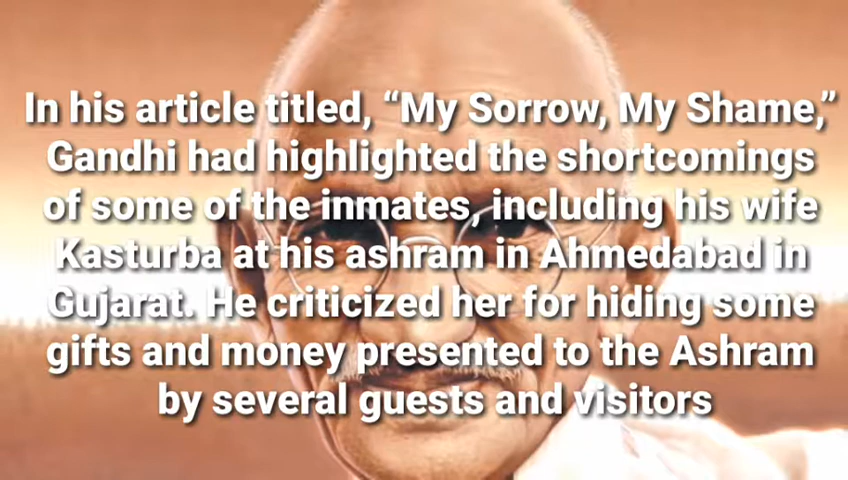 In his article titled, “My Sorrow, My Shame,”
Gandhi had highlighted the shortcomings
of some of the inmates, including his wife
Kasturba at his ashram in Ahmedabad in
Gujarat. He criticized her for hiding some
gifts and money presented to the Ashram
by several guests and visitors